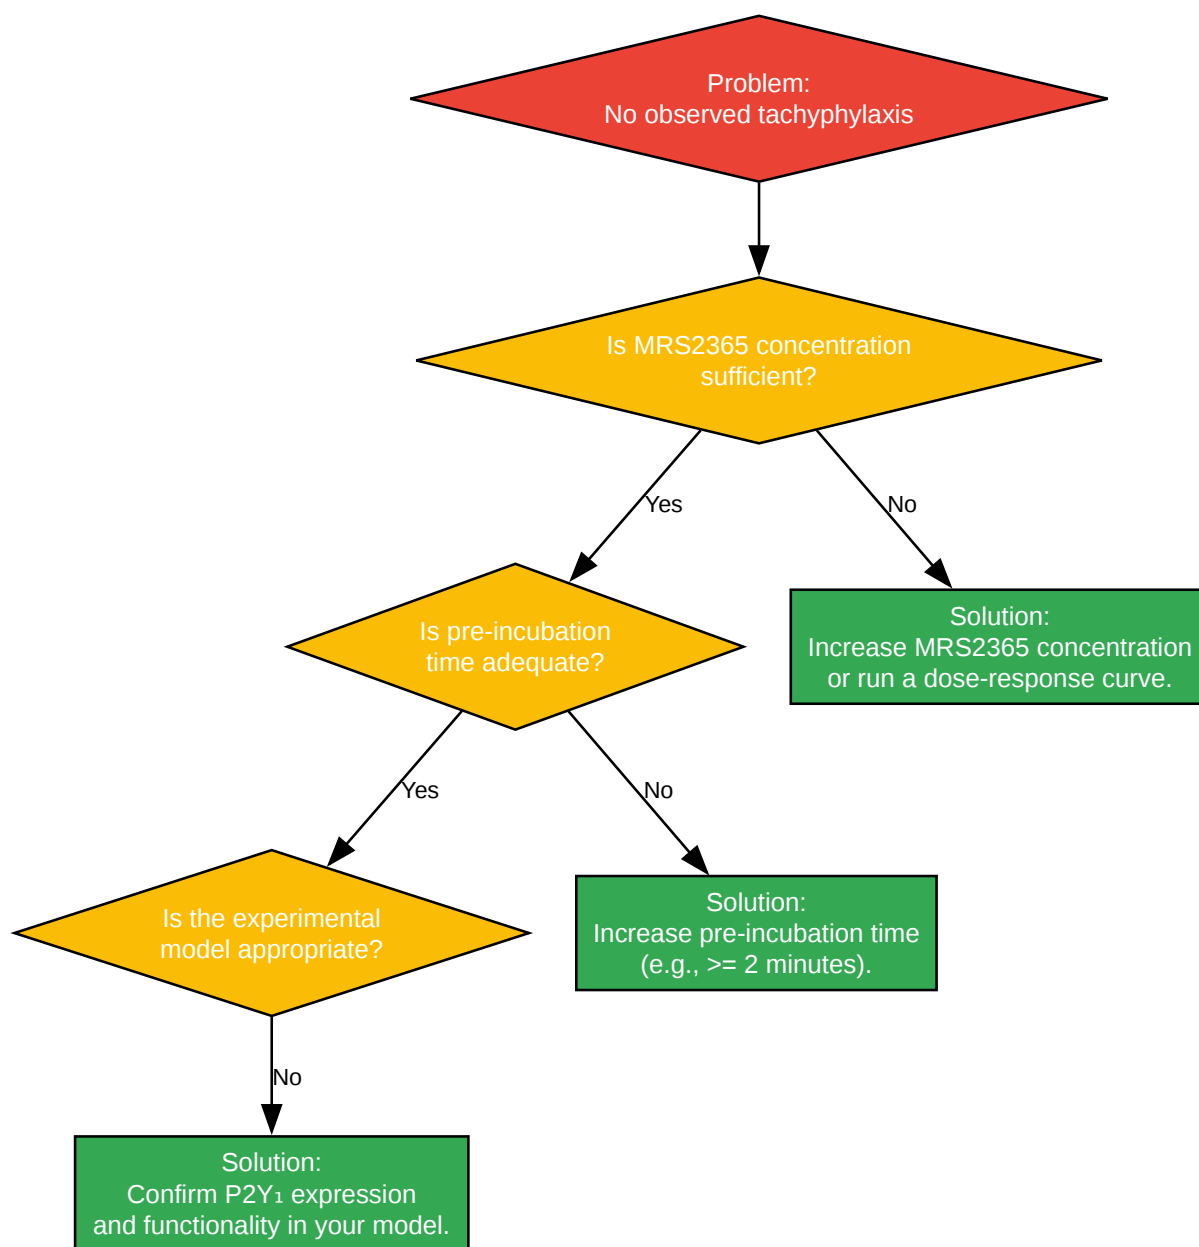 Problem:
No observed tachyphylaxis
Is MRS2365 concentration
sufficient?
Yes
No
Is pre-incubation
time adequate?
Solution:
Increase MRS2365 concentration
or run a dose-response curve.
Yes
No
Is the experimental
model appropriate?
Solution:
Increase pre-incubation time
(e.g., >= 2 minutes).
No
Solution:
Confirm P2Y₁ expression
and functionality in your model.